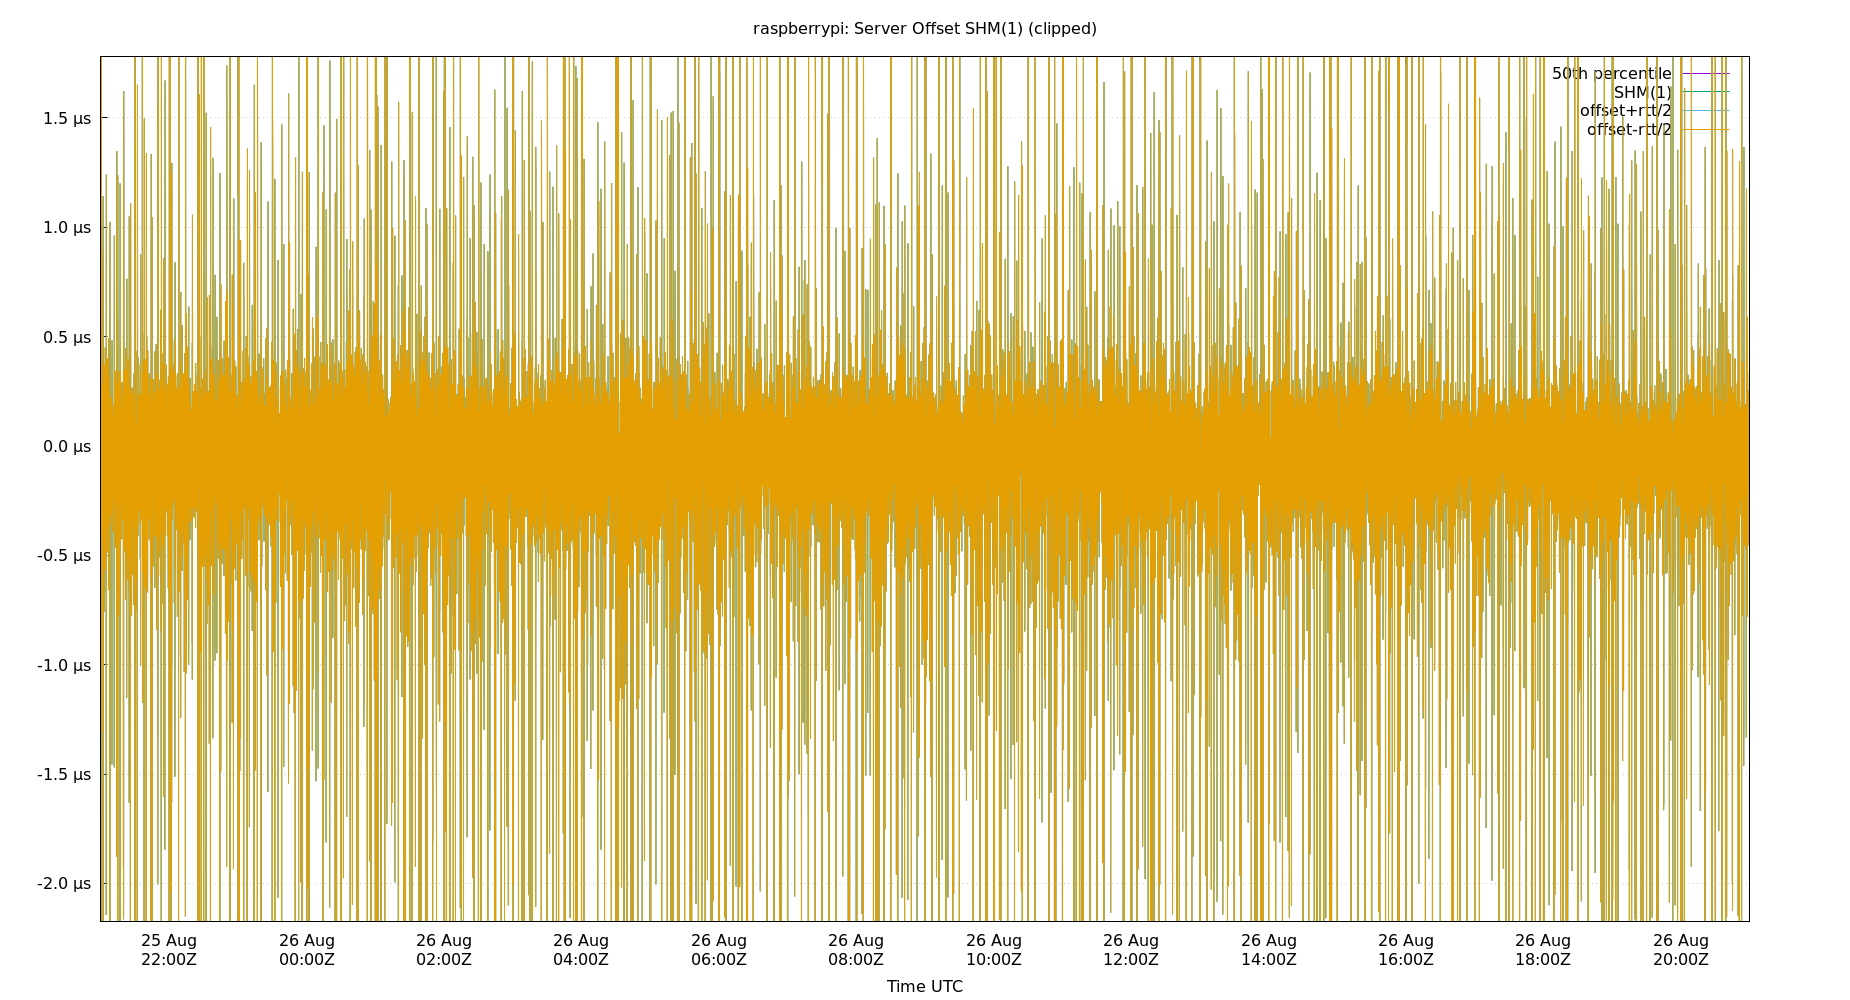 raspberrypi: Server Offset SHM(1) (clipped)
50th percentile
SHM(1)
offset+rtt/2
offset-rtt/2
1.5 µs
1.0 µs
0.5 µs
0.0 µs
-0.5 µs
-1.0 µs
-1.5 µs
-2.0 µs
25 Aug 26 Aug 26 Aug 26 Aug 26 Aug 26 Aug 26 Aug 26 Aug 26 Aug 26 Aug 26 Aug 26 Aug
22:00Z 00:00Z 02:00Z 04:00Z 06:00Z 08:00Z 10:00Z 12:00Z 14:00Z 16:00Z 18:00Z 20:00Z
Time UTC